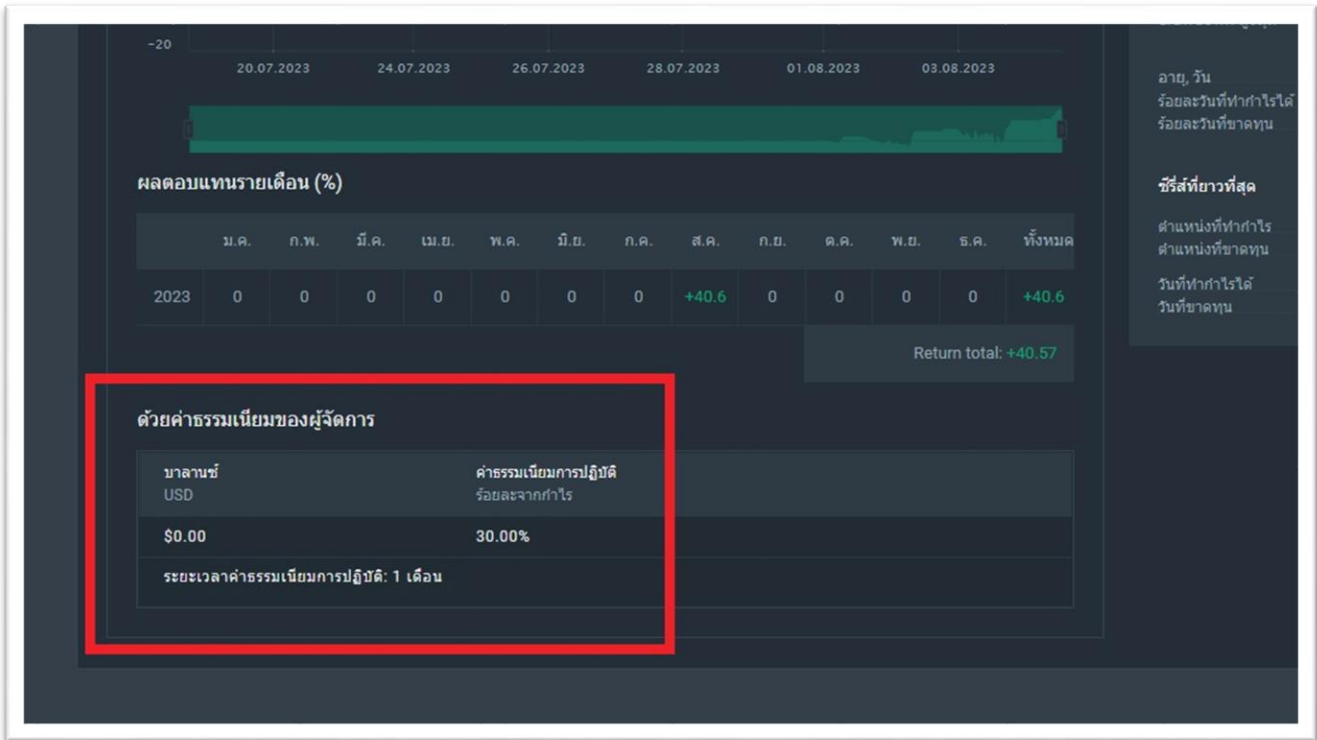 -20
20.07.2023 24.07.2023 26.07.2023 28.07.2023 01.08.2023 03.08.2023
ผลตอบแทนรายเดือน (%)
ม.ค. ก.พ. มี.ค. เม.ย. พ.ค. มิ.ย. ก.ค. ส.ค. ก.ย. ต.ค. พ.ย. ธ.ค. ทั้งหมด
2023 0 0 0 0 0 0 0 +40.6 0 0 0 0 +40.6
Return total: +40.57
ด้วยค่าธรรมเนียมของผู้จัดการ
บาลานซ์ ค่าธรรมเนียมการปฏิบัติ
USD ร้อยละจากกำไร
$0.00 30.00%
ระยะเวลาค่าธรรมเนียมการปฏิบัติ: 1 เดือน
อายุ, วัน
ร้อยละวันที่ทำกำไรได้
ร้อยละวันที่ขาดทุน
ซีรี่ส์ที่ยาวที่สุด
ตำแหน่งที่ทำกำไร
ตำแหน่งที่ขาดทุน
วันที่ทำกำไรได้
วันที่ขาดทุน